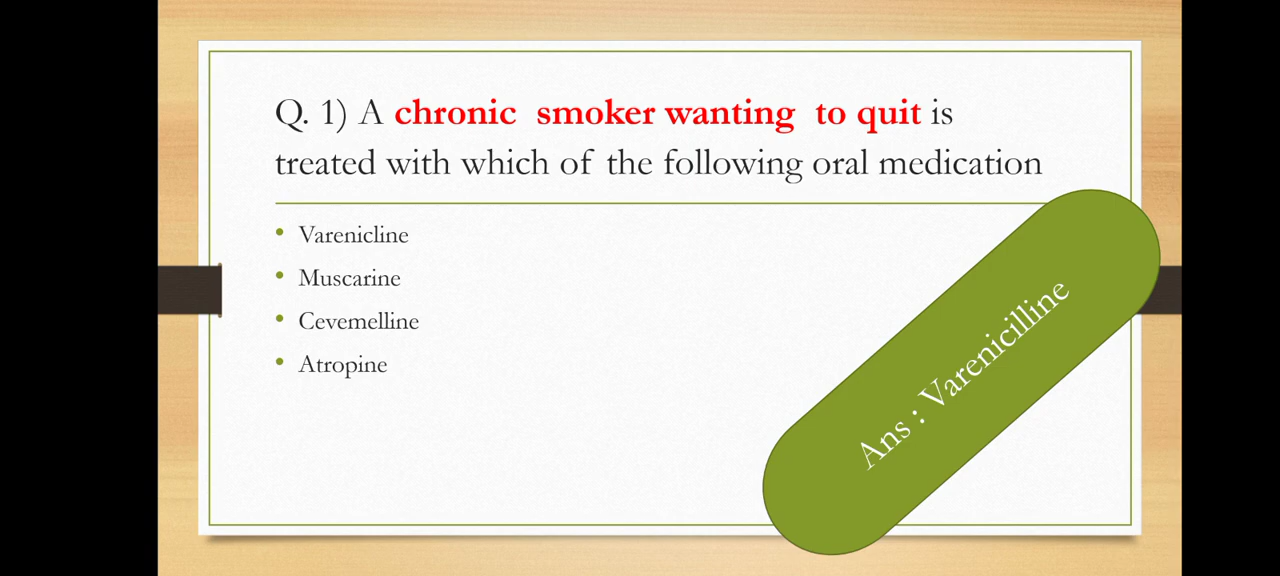 Q. 1) A chronic smoker wanting to quit is
treated with which of the following oral medication
• Varenicline
• Muscarine
• Cevemelline
• Atropine
Ans : Varenicilline